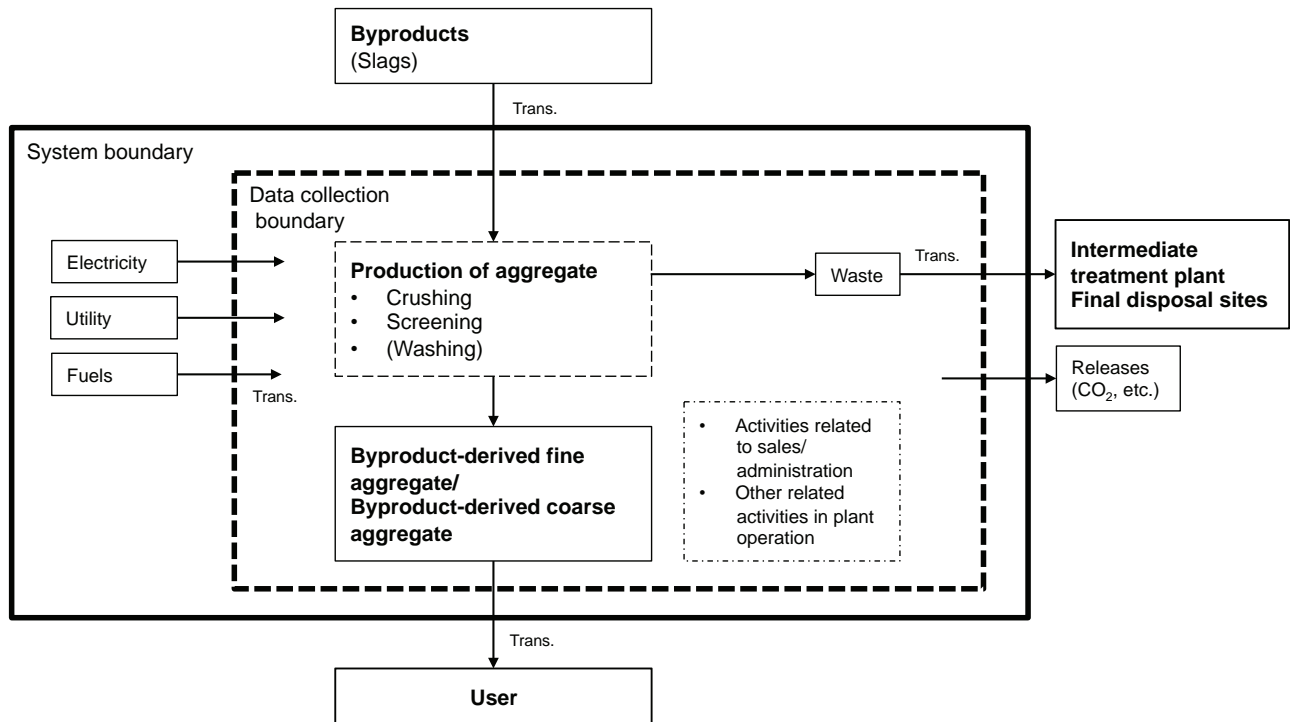 Byproducts
(Slags)
Trans.
System boundary
Data collection
boundary
Electricity
Utility
Fuels
Trans.
Production of aggregate
• Crushing
• Screening
• (Washing)
Waste
Trans.
Intermediate
treatment plant
Final disposal sites
Releases
(CO₂, etc.)
Byproduct-derived fine
aggregate/
Byproduct-derived coarse
aggregate
• Activities related
to sales/
administration
• Other related
activities in plant
operation
Trans.
User